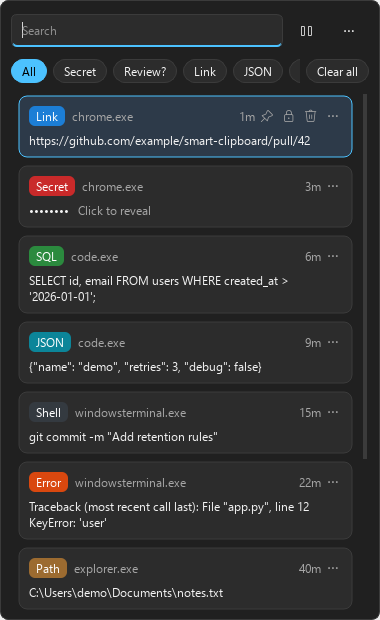 Search
All Secret Review? Link JSON Clear all
Link chrome.exe 1m
https://github.com/example/smart-clipboard/pull/42
Secret chrome.exe 3m
•••••••• Click to reveal
SQL code.exe 6m
SELECT id, email FROM users WHERE created_at >
'2026-01-01';
JSON code.exe 9m
{"name": "demo", "retries": 3, "debug": false}
Shell windowsterminal.exe 15m
git commit -m "Add retention rules"
Error windowsterminal.exe 22m
Traceback (most recent call last): File "app.py", line 12
KeyError: 'user'
Path explorer.exe 40m
C:\Users\demo\Documents\notes.txt